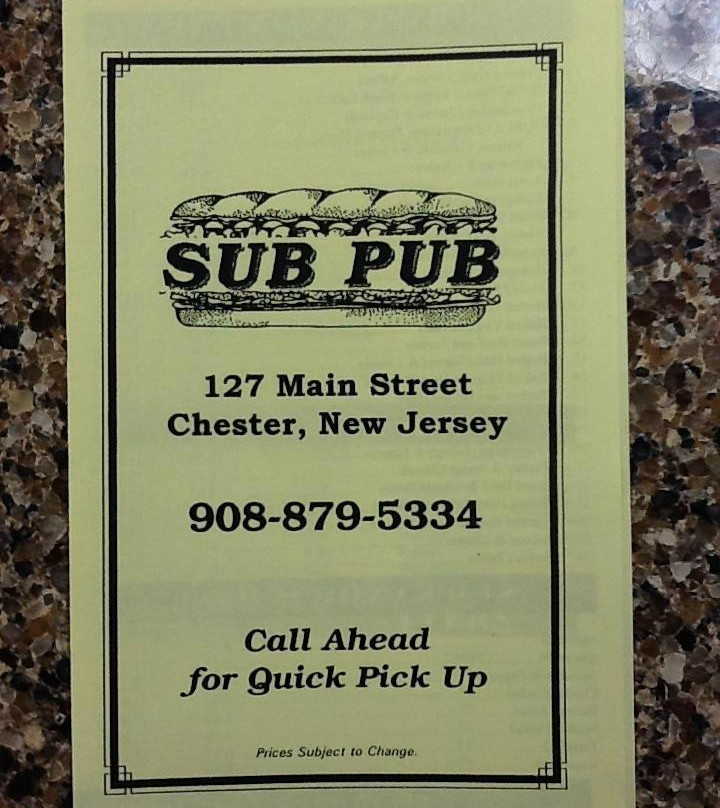 SUB PUB
127 Main Street
Chester, New Jersey
908-879-5334
Call Ahead
for Quick Pick Up
Prices Subject to Change.